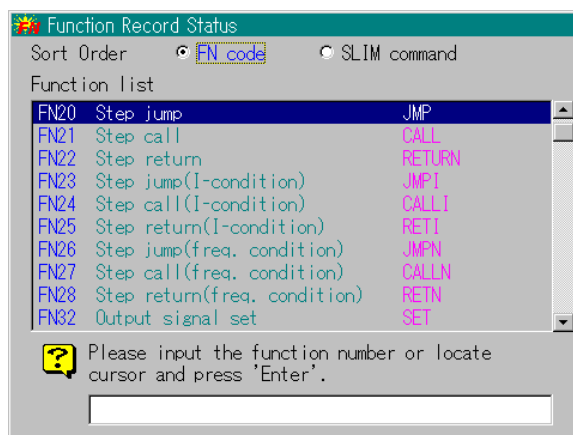 FN Function Record Status
Sort Order FN code SLIM command
Function list
FN20 Step jump JMP
FN21 Step call CALL
FN22 Step return RETURN
FN23 Step jump(I-condition) JMPI
FN24 Step call(I-condition) CALLI
FN25 Step return(I-condition) RETI
FN26 Step jump(freq. condition) JMPN
FN27 Step call(freq. condition) CALLN
FN28 Step return(freq. condition) RETN
FN32 Output signal set SET
Please input the function number or locate
cursor and press 'Enter'.